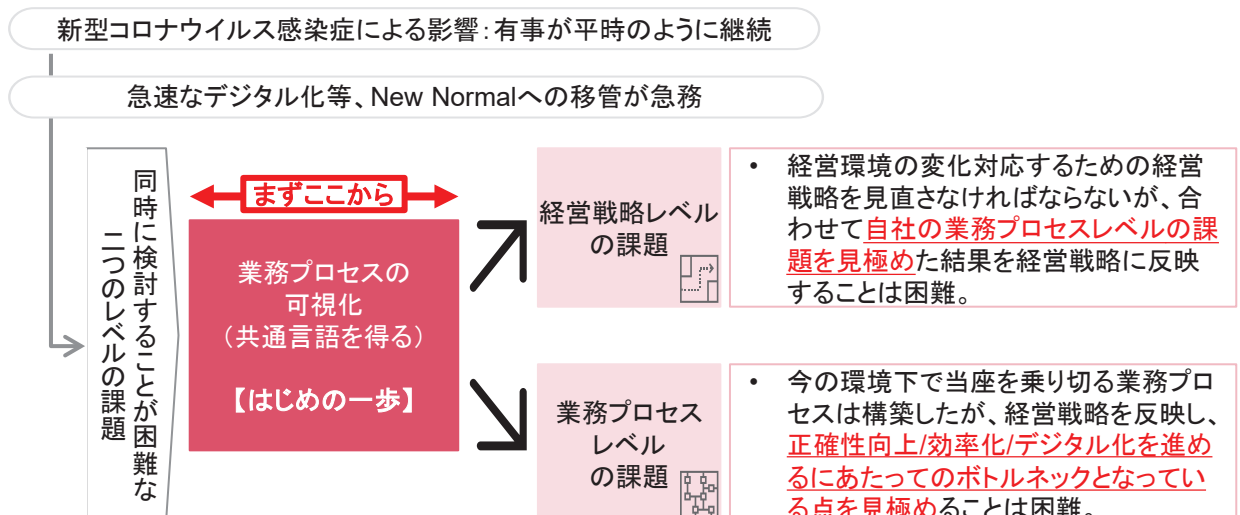 新型コロナウイルス感染症による影響：有事が平時のように継続
急速なデジタル化等、New Normalへの移管が急務
同時に検討することが困難な
二つのレベルの課題
まずここから
業務プロセスの
可視化
（共通言語を得る）
【はじめの一歩】
経営戦略レベル
の課題
• 経営環境の変化対応するための経営
戦略を見直さなければならないが、合
わせて自社の業務プロセスレベルの課
題を見極めた結果を経営戦略に反映
することは困難。
業務プロセス
レベル
の課題
• 今の環境下で当座を乗り切る業務プロ
セスは構築したが、経営戦略を反映し、
正確性向上/効率化/デジタル化を進め
るにあたってのボトルネックとなってい
る点を見極めることは困難。